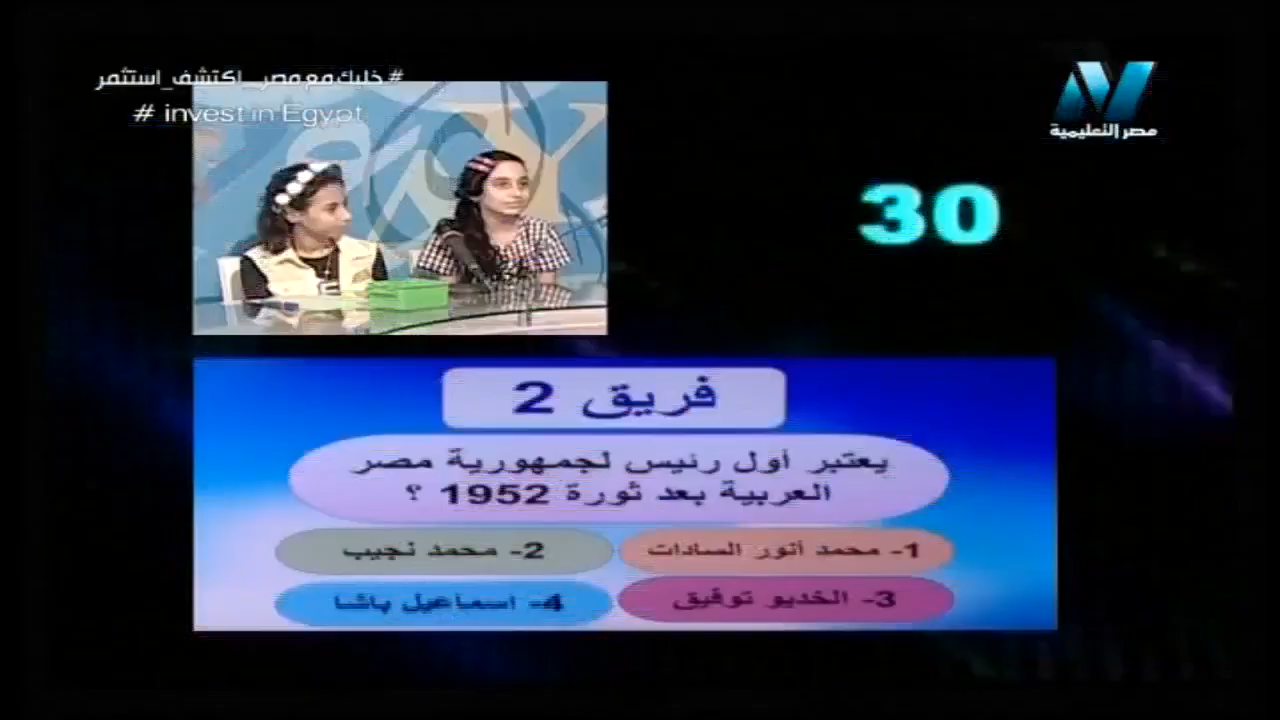 #خليك_مع_مصر_اكتشف_استثمر
# invest in Egypt
مصر التعليمية
30
فريق 2
يعتبر أول رئيس لجمهورية مصر
العربية بعد ثورة 1952 ؟
1- محمد أنور السادات
2- محمد نجيب
3- الخديو توفيق
4- اسماعيل باشا